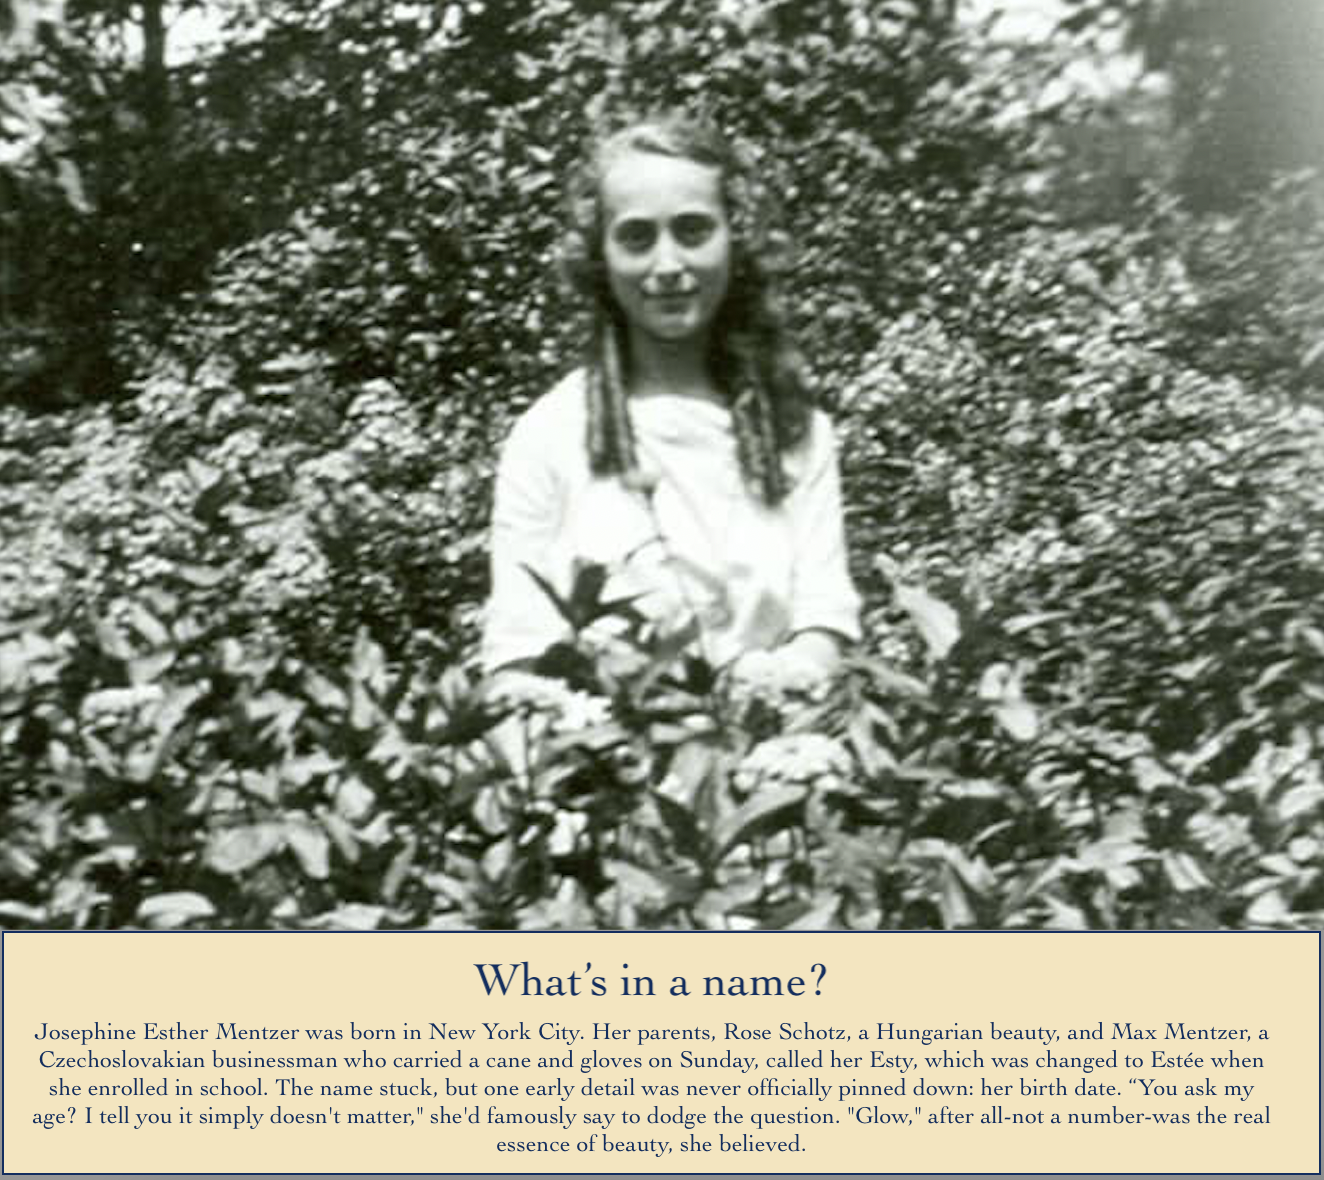 What’s in a name?
Josephine Esther Mentzer was born in New York City. Her parents, Rose Schotz, a Hungarian beauty, and Max Mentzer, a
Czechoslovakian businessman who carried a cane and gloves on Sunday, called her Esty, which was changed to Estée when
she enrolled in school. The name stuck, but one early detail was never officially pinned down: her birth date. “You ask my
age? I tell you it simply doesn't matter," she'd famously say to dodge the question. "Glow," after all-not a number-was the real
essence of beauty, she believed.